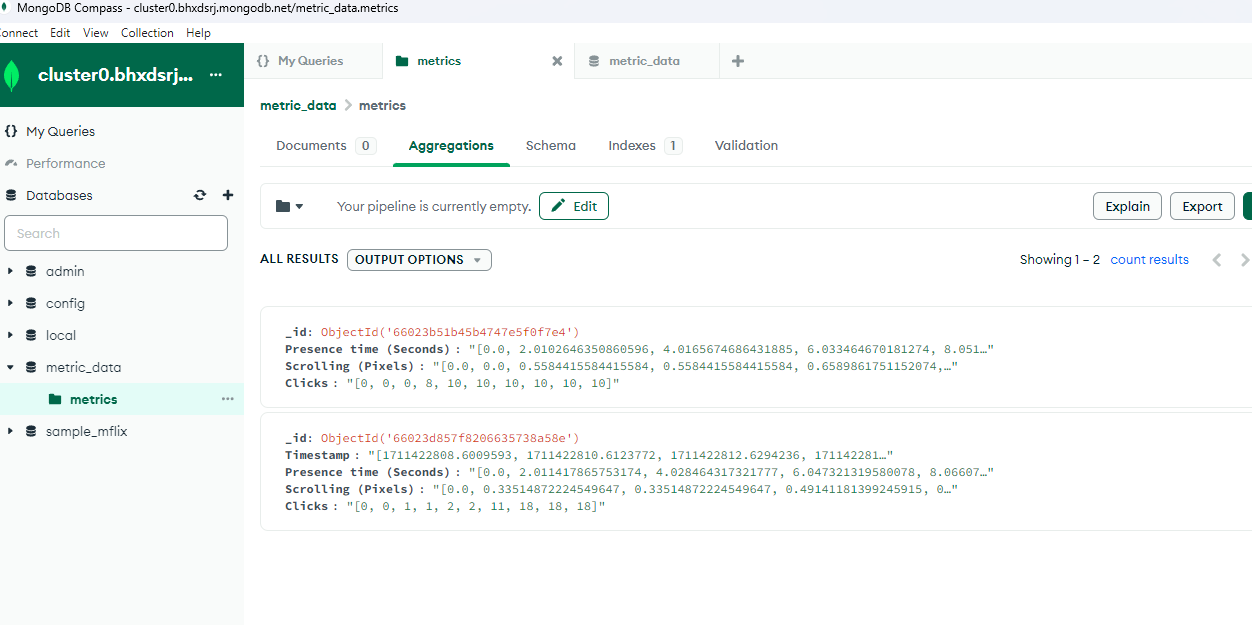 MongoDB Compass - cluster0.bhxdsrj.mongodb.net/metric_data.metrics
Connect Edit View Collection Help
cluster0.bhxdsrj... ...
{} My Queries
metrics
metric_data
metric_data > metrics
{} My Queries
Performance
Databases
Search
admin
config
local
metric_data
metrics ...
sample_mflix
Documents 0 Aggregations Schema Indexes 1 Validation
Your pipeline is currently empty. Edit Explain Export
ALL RESULTS OUTPUT OPTIONS Showing 1 – 2 count results
_id: ObjectId('66023b51b45b4747e5f0f7e4')
Presence time (Seconds) : "[0.0, 2.0102646350860596, 4.0165674686431885, 6.033464670181274, 8.051…"
Scrolling (Pixels) : "[0.0, 0.0, 0.5584415584415584, 0.5584415584415584, 0.6589861751152074,…"
Clicks : "[0, 0, 0, 8, 10, 10, 10, 10, 10, 10]"
_id: ObjectId('66023d857f8206635738a58e')
Timestamp : "[1711422808.6009593, 1711422810.6123772, 1711422812.6294236, 171142281…"
Presence time (Seconds) : "[0.0, 2.011417865753174, 4.028464317321777, 6.047321319580078, 8.06607…"
Scrolling (Pixels) : "[0.0, 0.33514872224549647, 0.33514872224549647, 0.49141181399245915, 0…"
Clicks : "[0, 0, 1, 1, 2, 2, 11, 18, 18, 18]"